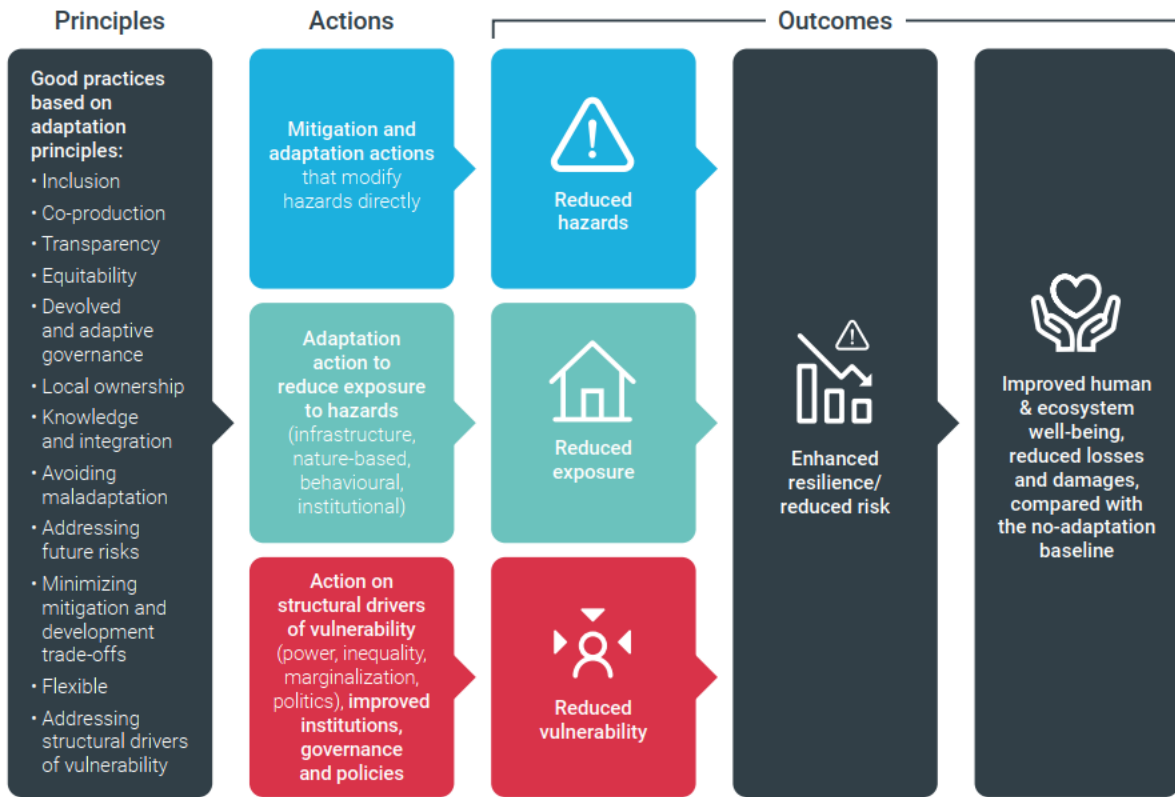 Principles
Actions
Outcomes
Good practices
based on
adaptation
principles:
• Inclusion
• Co-production
• Transparency
• Equitability
• Devolved
and adaptive
governance
• Local ownership
• Knowledge
and integration
• Avoiding
maladaptation
• Addressing
future risks
• Minimizing
mitigation and
development
trade-offs
• Flexible
• Addressing
structural drivers
of vulnerability
Mitigation and
adaptation actions
that modify
hazards directly
Adaptation
action to
reduce exposure
to hazards
(infrastructure,
nature-based,
behavioural,
institutional)
Action on
structural drivers
of vulnerability
(power, inequality,
marginalization,
politics), improved
institutions,
governance
and policies
Reduced
hazards
Reduced
exposure
Reduced
vulnerability
Enhanced
resilience/
reduced risk
Improved human
& ecosystem
well-being,
reduced losses
and damages,
compared with
the no-adaptation
baseline